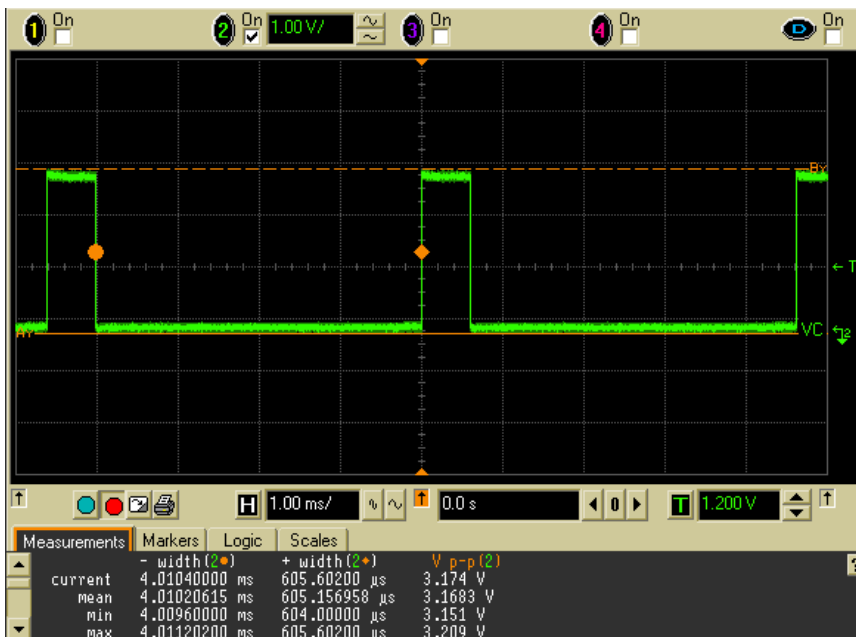 1 On 2 On 1.00 V/ 3 On 4 On D On
BY
T
AY
VC 2
H 1.00 ms/ 0.0 s 0 T 1.200 V
Measurements Markers Logic Scales
- width(2●) + width(2◆) V p-p(2)
current 4.01040000 ms 605.60200 µs 3.174 V
mean 4.01020615 ms 605.156958 µs 3.1683 V
min 4.00960000 ms 604.00000 µs 3.151 V
max 4.01120200 ms 605.60200 µs 3.209 V
?